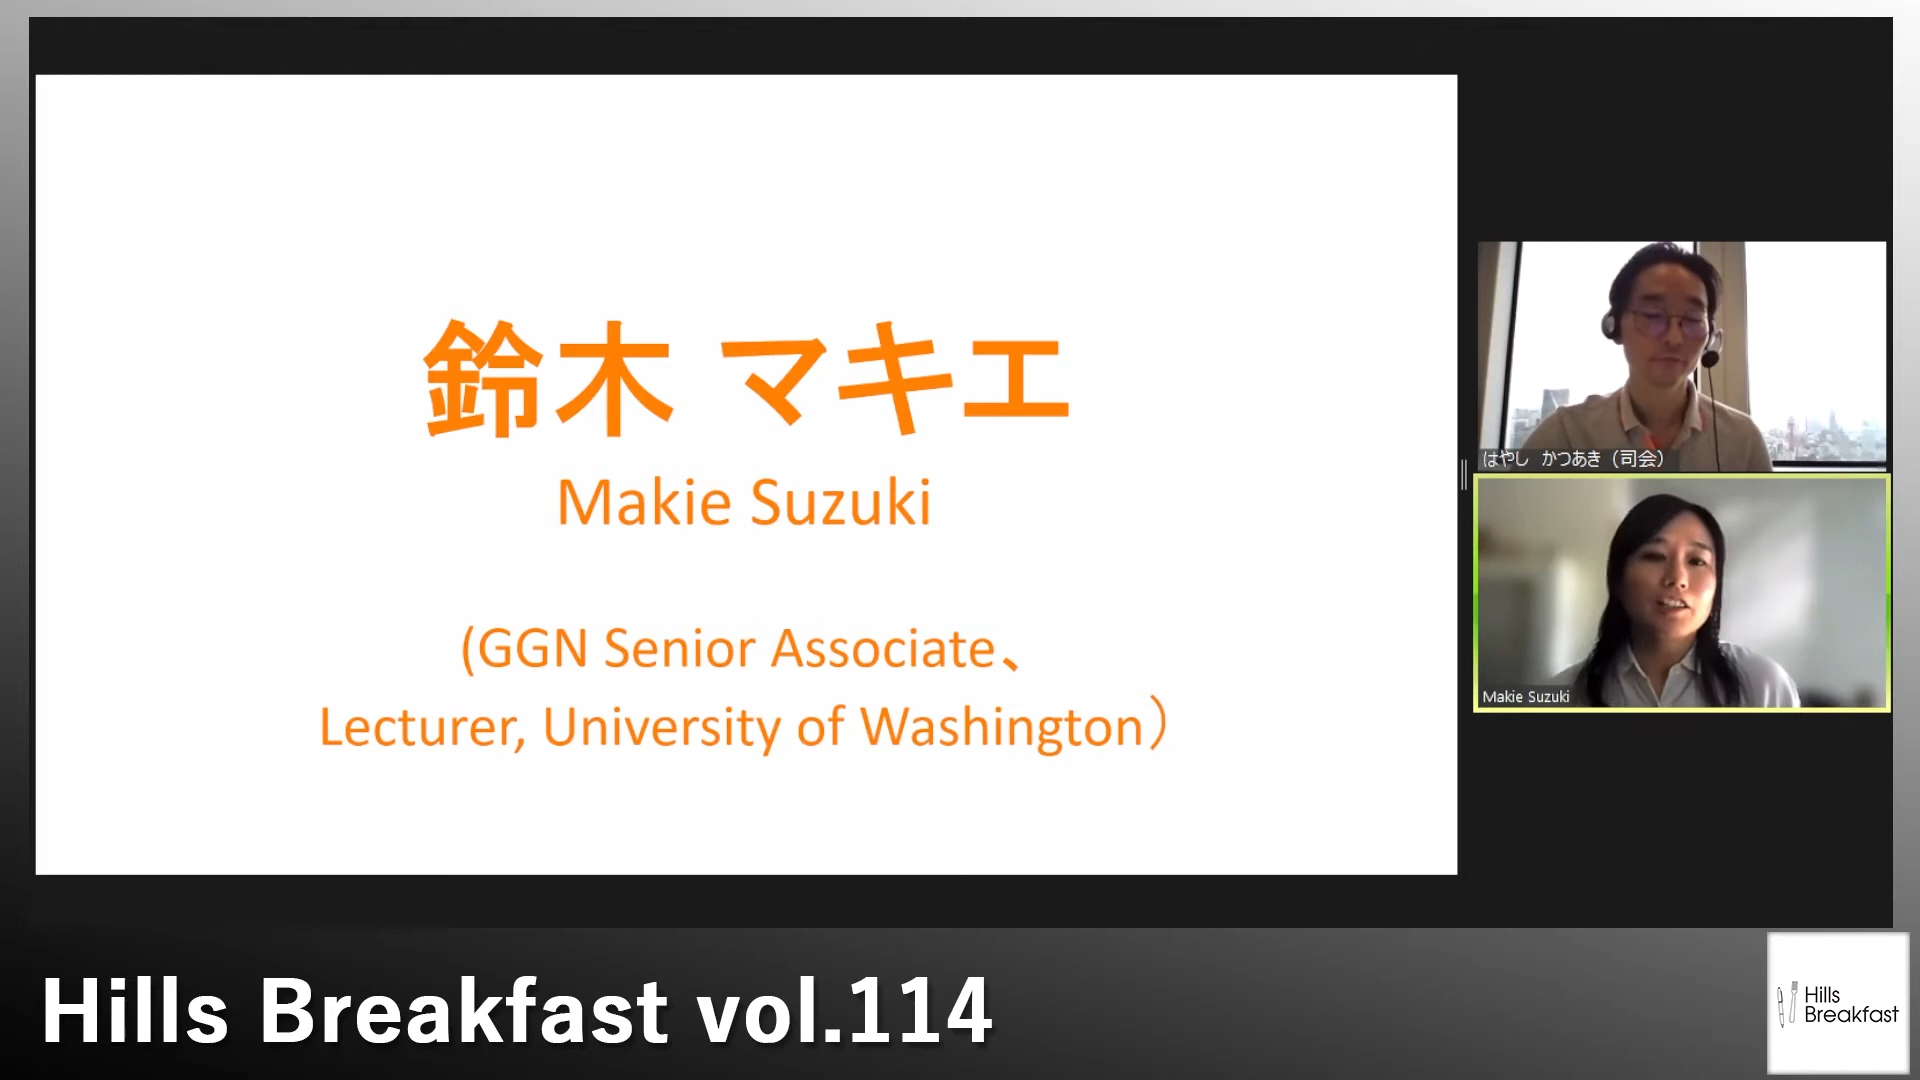 鈴木 マキエ
Makie Suzuki
(GGN Senior Associate、
Lecturer, University of Washington）
はやし　かつあき（司会）
Makie Suzuki
Hills Breakfast vol.114
Hills
Breakfast